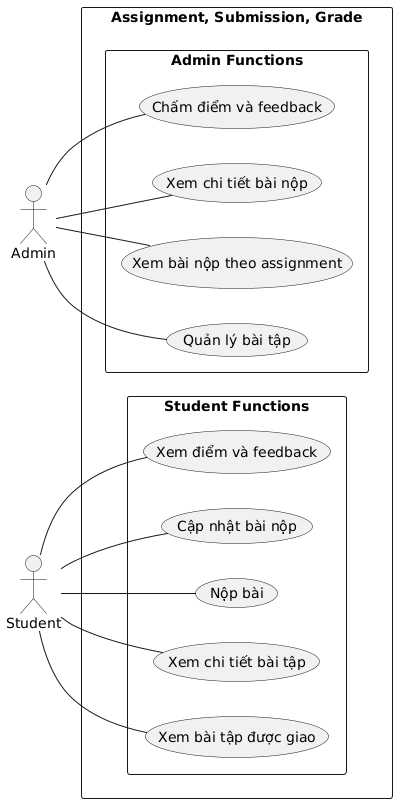 Assignment, Submission, Grade
Admin Functions
Chấm điểm và feedback
Xem chi tiết bài nộp
Admin
Xem bài nộp theo assignment
Quản lý bài tập
Student Functions
Xem điểm và feedback
Cập nhật bài nộp
Nộp bài
Student
Xem chi tiết bài tập
Xem bài tập được giao